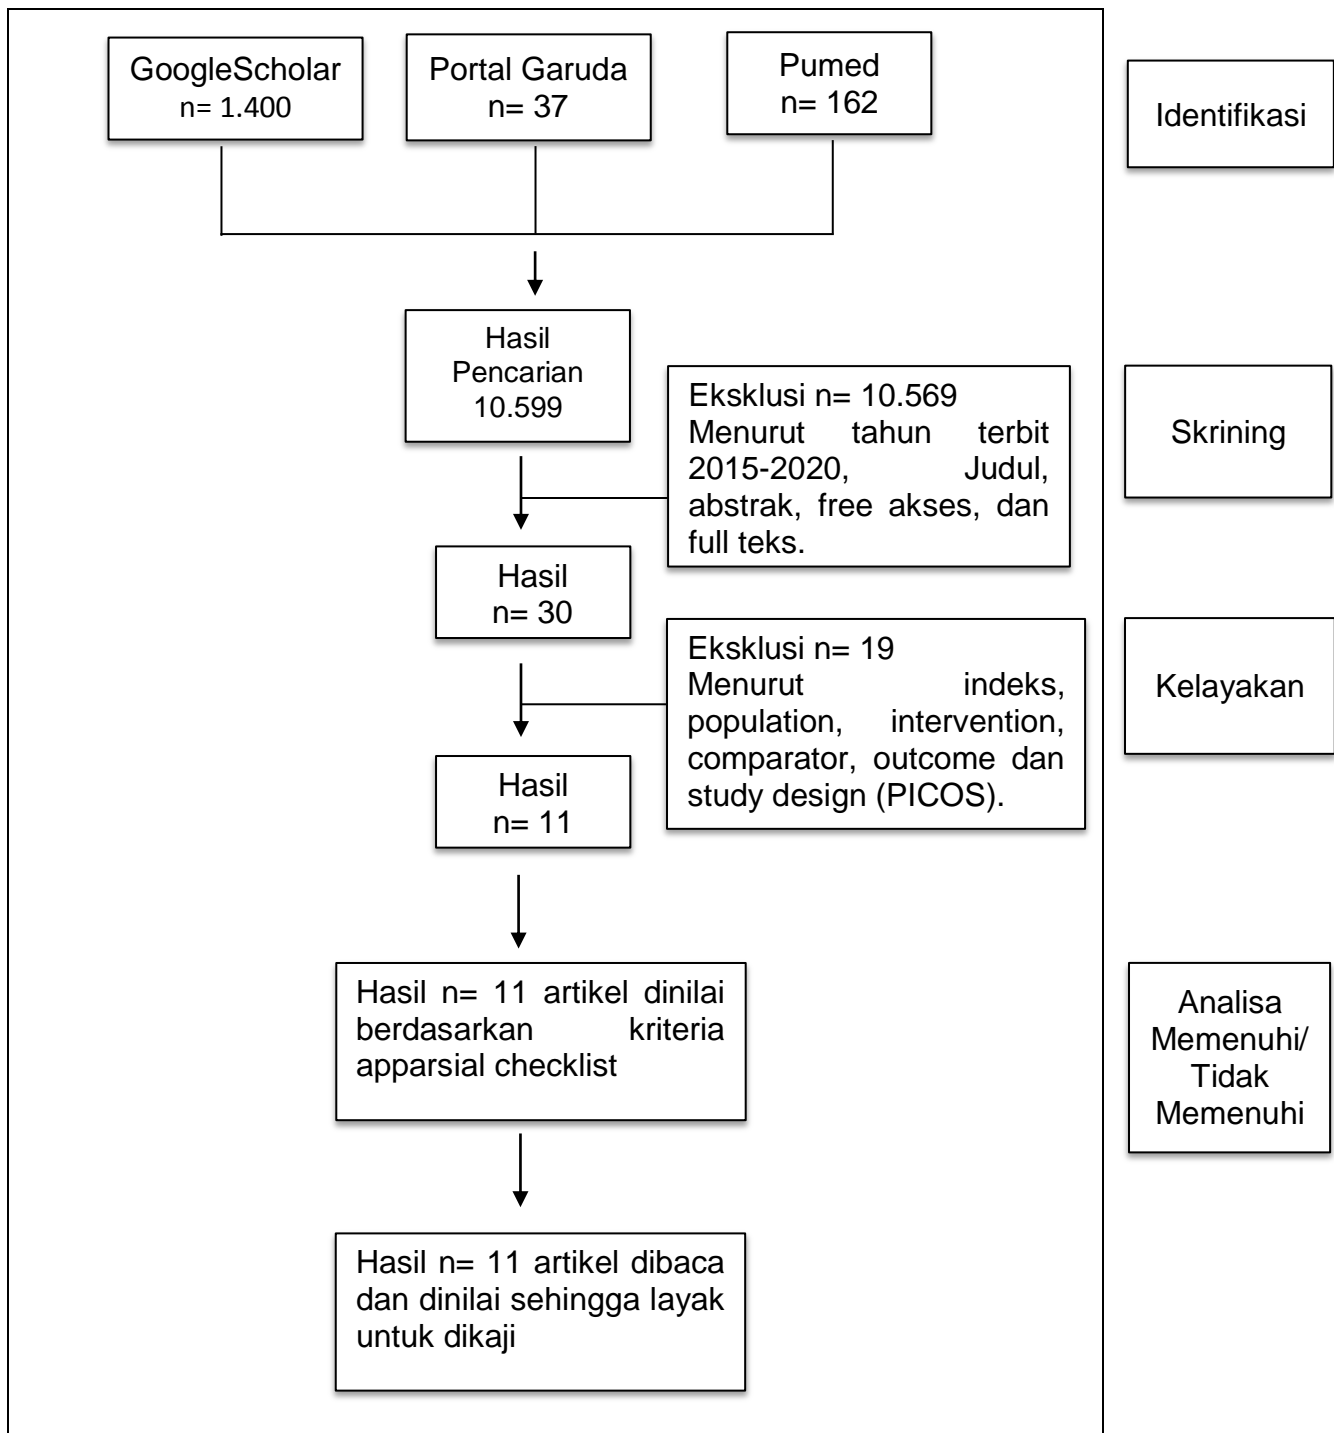 GoogleScholar
n= 1.400
Portal Garuda
n= 37
Pumed
n= 162
Identifikasi
Hasil
Pencarian
10.599
Eksklusi n= 10.569
Menurut tahun terbit
2015-2020, Judul,
abstrak, free akses, dan
full teks.
Skrining
Hasil
n= 30
Eksklusi n= 19
Menurut indeks,
population, intervention,
comparator, outcome dan
study design (PICOS).
Kelayakan
Hasil
n= 11
Hasil n= 11 artikel dinilai
berdasarkan kriteria
apparsial checklist
Analisa
Memenuhi/
Tidak
Memenuhi
Hasil n= 11 artikel dibaca
dan dinilai sehingga layak
untuk dikaji